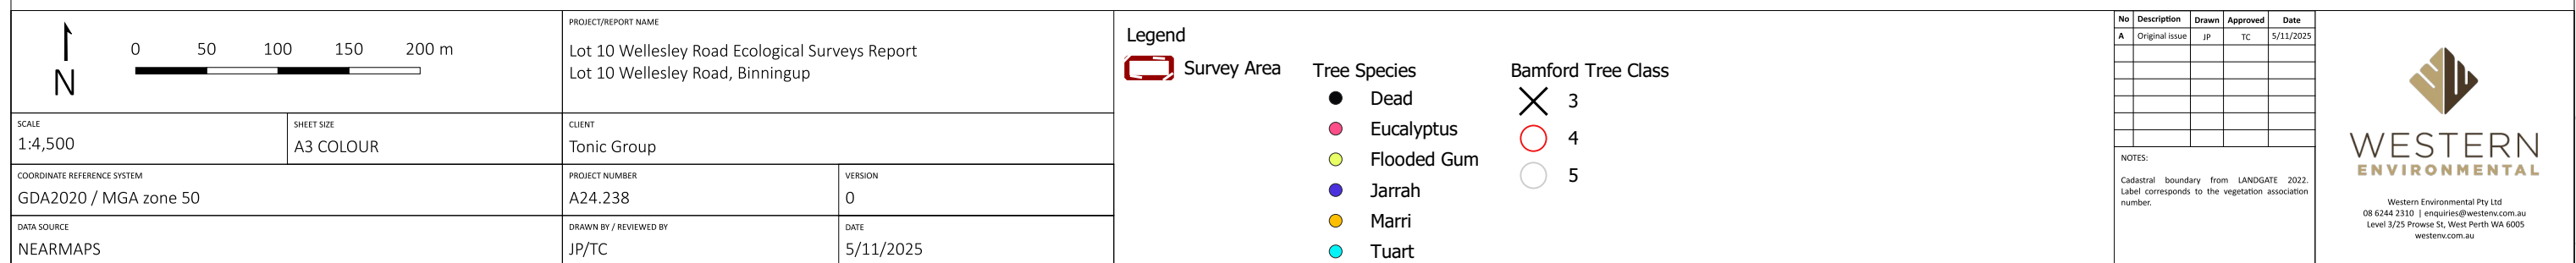 N
0 50 100 150 200 m
PROJECT/REPORT NAME
Lot 10 Wellesley Road Ecological Surveys Report
Lot 10 Wellesley Road, Binningup
SCALE
1:4,500
SHEET SIZE
A3 COLOUR
CLIENT
Tonic Group
COORDINATE REFERENCE SYSTEM
GDA2020 / MGA zone 50
PROJECT NUMBER
A24.238
VERSION
0
DATA SOURCE
NEARMAPS
DRAWN BY / REVIEWED BY
JP/TC
DATE
5/11/2025
Legend
Survey Area
Tree Species
Dead
Eucalyptus
Flooded Gum
Jarrah
Marri
Tuart
Bamford Tree Class
3
4
5
No Description Drawn Approved Date
A Original issue JP TC 5/11/2025
NOTES:
Cadastral boundary from LANDGATE 2022.
Label corresponds to the vegetation association
number.
WESTERN
ENVIRONMENTAL
Western Environmental Pty Ltd
08 6244 2310 | enquiries@westenv.com.au
Level 3/25 Prowse St, West Perth WA 6005
westenv.com.au